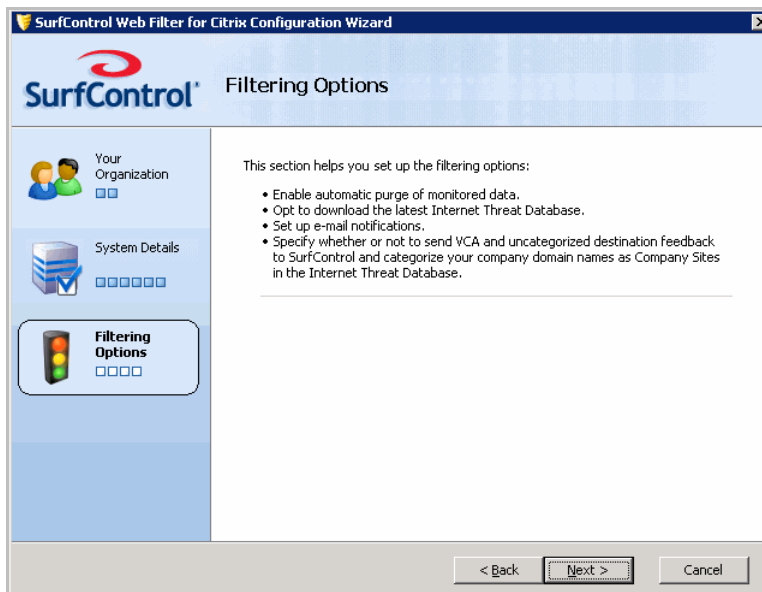 SurfControl Web Filter for Citrix Configuration Wizard
SurfControl
Filtering Options
Your
Organization
System Details
Filtering
Options
This section helps you set up the filtering options:
• Enable automatic purge of monitored data.
• Opt to download the latest Internet Threat Database.
• Set up e-mail notifications.
• Specify whether or not to send VCA and uncategorized destination feedback
to SurfControl and categorize your company domain names as Company Sites
in the Internet Threat Database.
< Back
Next >
Cancel